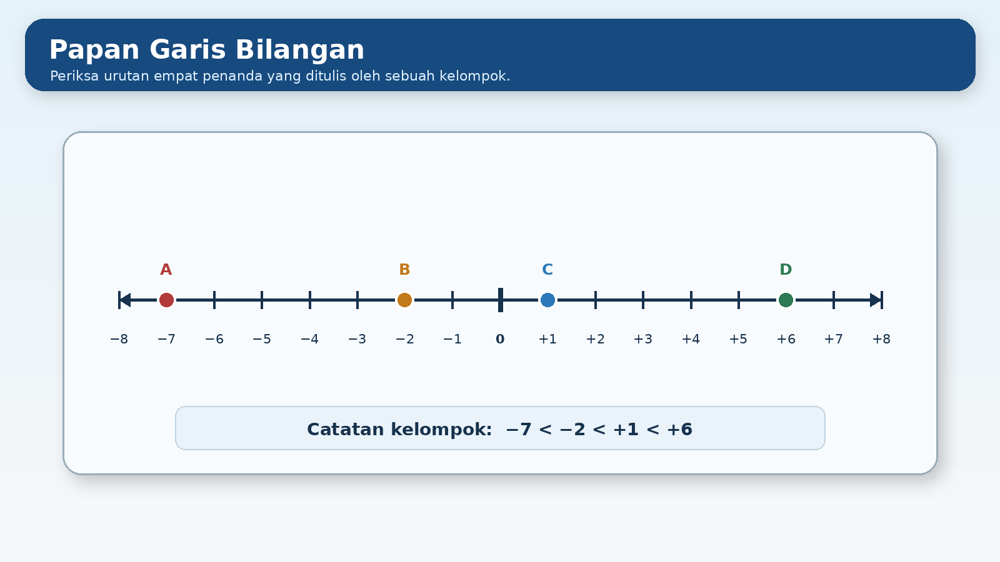 Papan Garis Bilangan
Periksa urutan empat penanda yang ditulis oleh sebuah kelompok.
A B C D
−8 −7 −6 −5 −4 −3 −2 −1 0 +1 +2 +3 +4 +5 +6 +7 +8
Catatan kelompok: −7 < −2 < +1 < +6